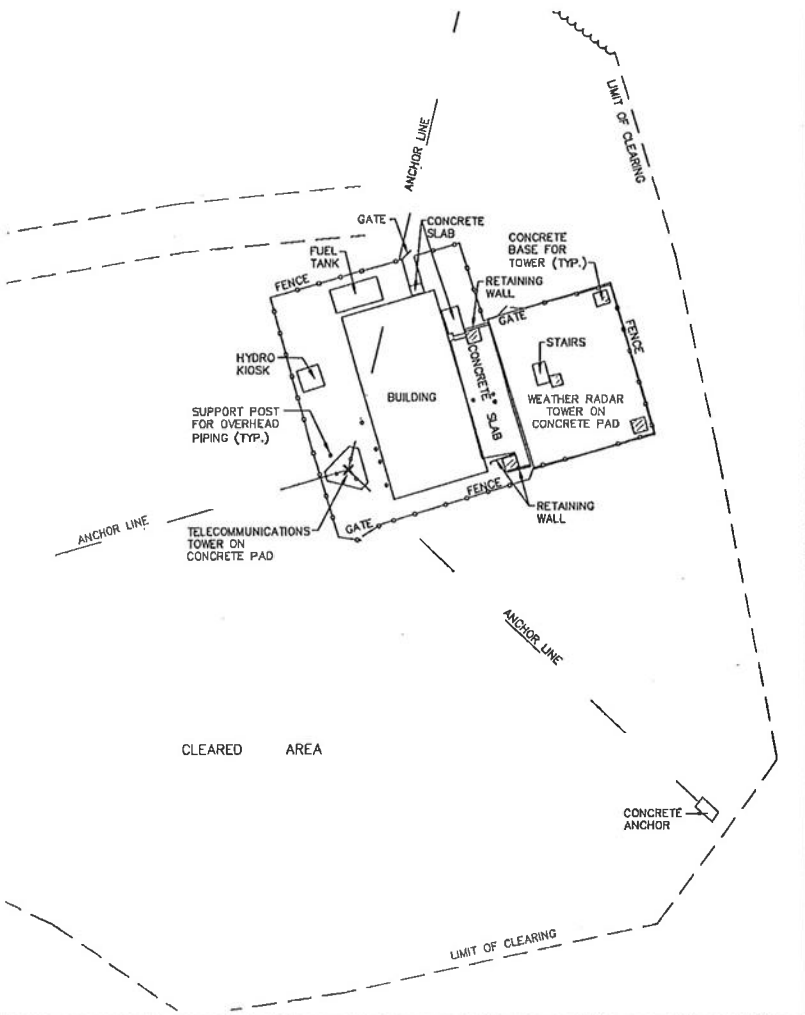 LIMIT OF CLEARING
ANCHOR LINE
GATE
CONCRETE
SLAB
CONCRETE
BASE FOR
TOWER (TYP.)
FUEL
TANK
FENCE
RETAINING
WALL
GATE
FENCE
HYDRO
KIOSK
STAIRS
CONCRETE SLAB
BUILDING
WEATHER RADAR
TOWER ON
CONCRETE PAD
SUPPORT POST
FOR OVERHEAD
PIPING (TYP.)
FENCE
RETAINING
WALL
ANCHOR LINE
GATE
TELECOMMUNICATIONS
TOWER ON
CONCRETE PAD
ANCHOR LINE
CLEARED AREA
CONCRETE
ANCHOR
LIMIT OF CLEARING